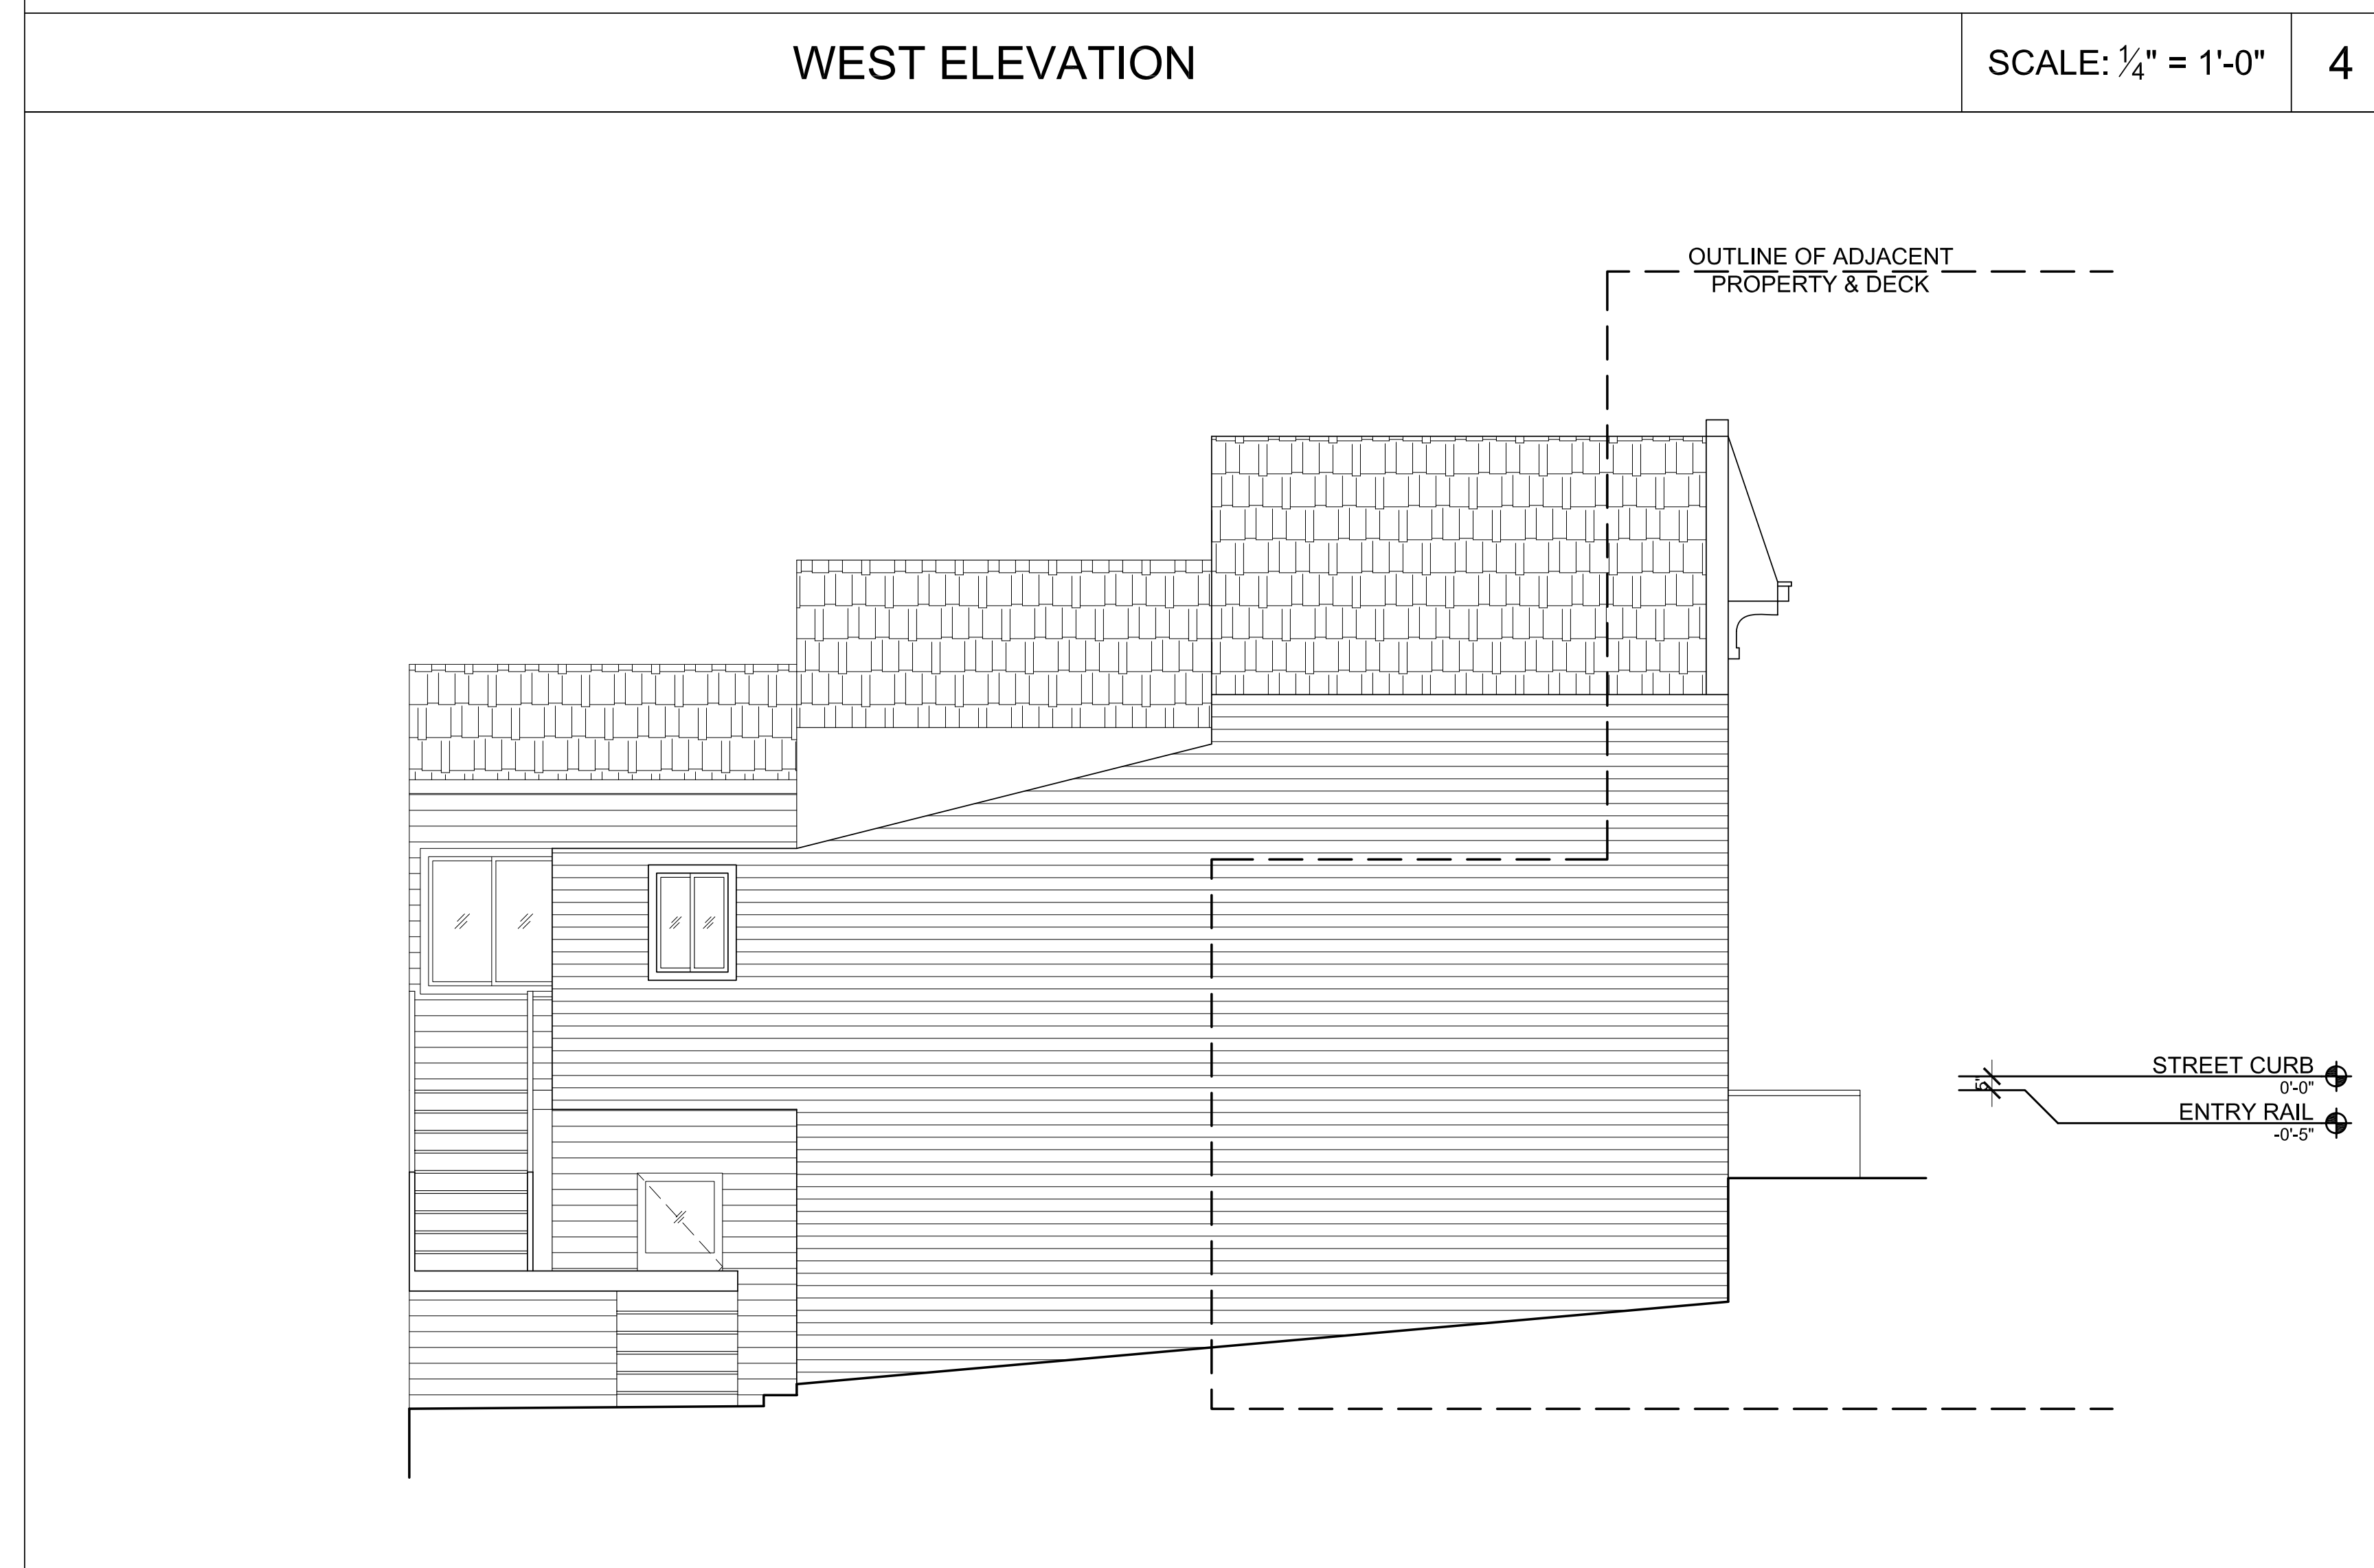 WEST ELEVATION
SCALE: 1/4" = 1'-0"
4
OUTLINE OF ADJACENT
PROPERTY & DECK
STREET CURB
0'-0"
5"
ENTRY RAIL
-0'-5"